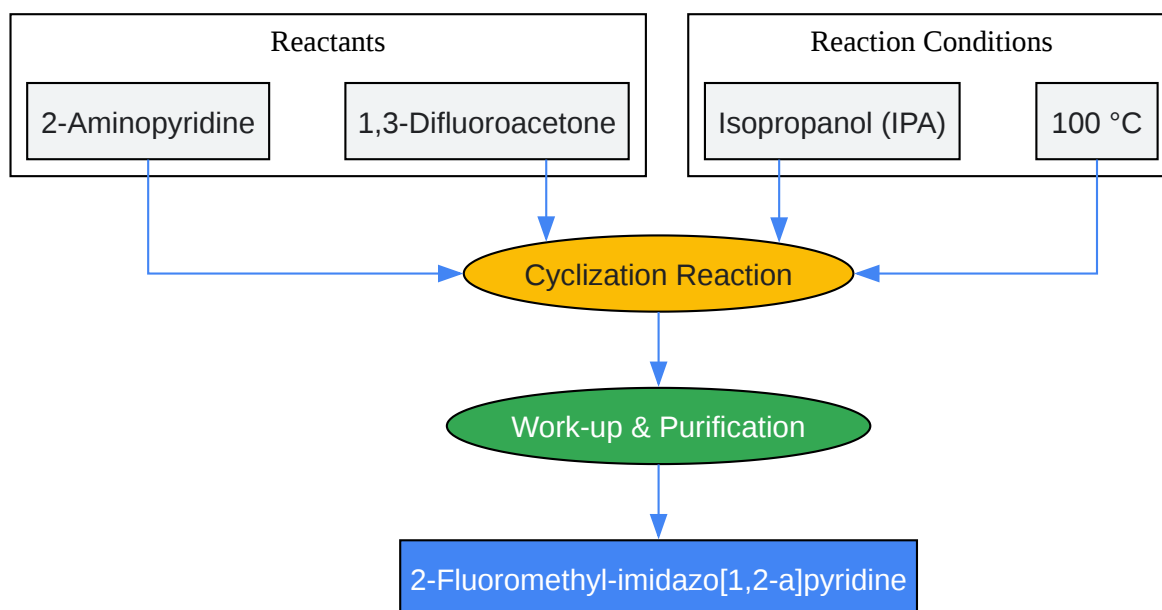 Reactants
Reaction Conditions
2-Aminopyridine
1,3-Difluoroacetone
Isopropanol (IPA)
100 °C
Cyclization Reaction
Work-up & Purification
2-Fluoromethyl-imidazo[1,2-a]pyridine